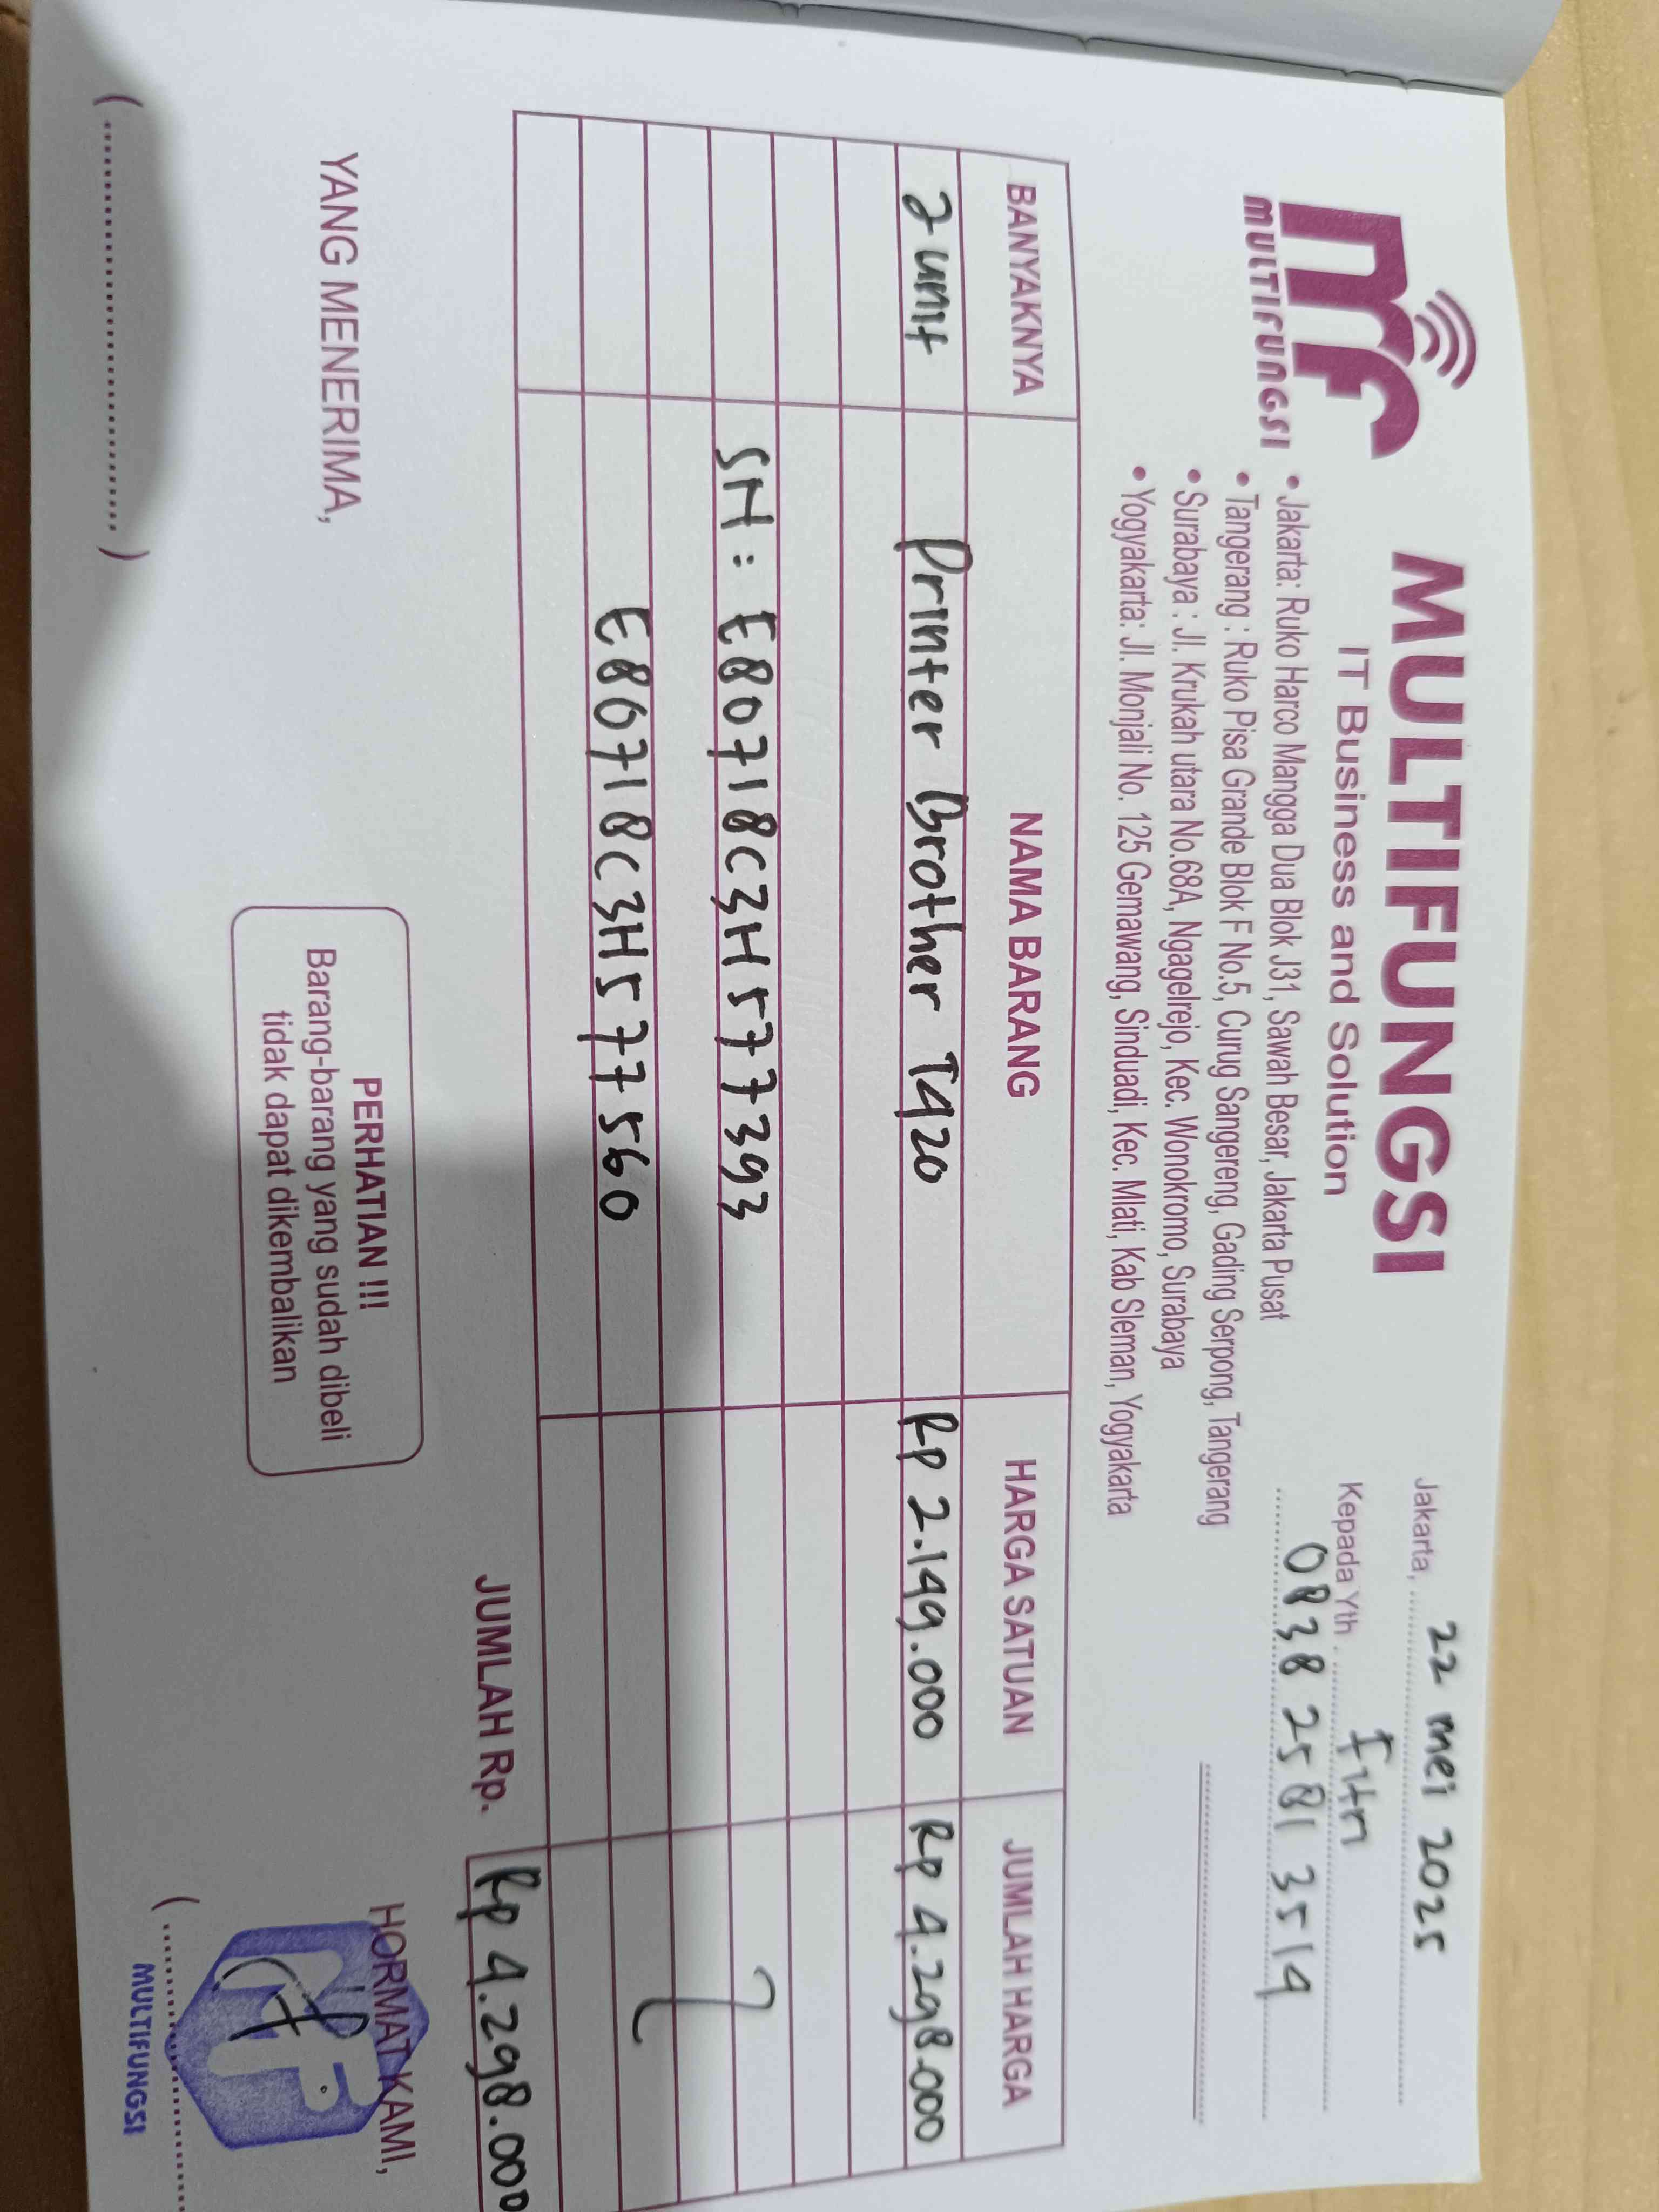 MULTIFUNGSI
MULTIFUNGSI
IT Business and Solution
• Jakarta: Ruko Harco Mangga Dua Blok J31, Sawah Besar, Jakarta Pusat
• Tangerang : Ruko Pisa Grande Blok F No.5, Curug Sangereng, Gading Serpong, Tangerang
• Surabaya : Jl. Krukah utara No.68A, Ngagelrejo, Kec. Wonokromo, Surabaya
• Yogyakarta: Jl. Monjali No. 125 Gemawang, Sinduadi, Kec. Mlati, Kab Sleman, Yogyakarta
Jakarta, 22 mei 2025
Kepada Yth. Fitri
0838 2581 3514
BANYAKNYA NAMA BARANG HARGA SATUAN JUMLAH HARGA
2 unit Printer Brother T420 Rp 2.149.000 Rp 4.298.000
SN : E80718C3H577393
E80718C3H577560
JUMLAH Rp. Rp 4.298.000
YANG MENERIMA,
PERHATIAN !!!
Barang-barang yang sudah dibeli
tidak dapat dikembalikan
HORMAT KAMI,
MF
MULTIFUNGSI